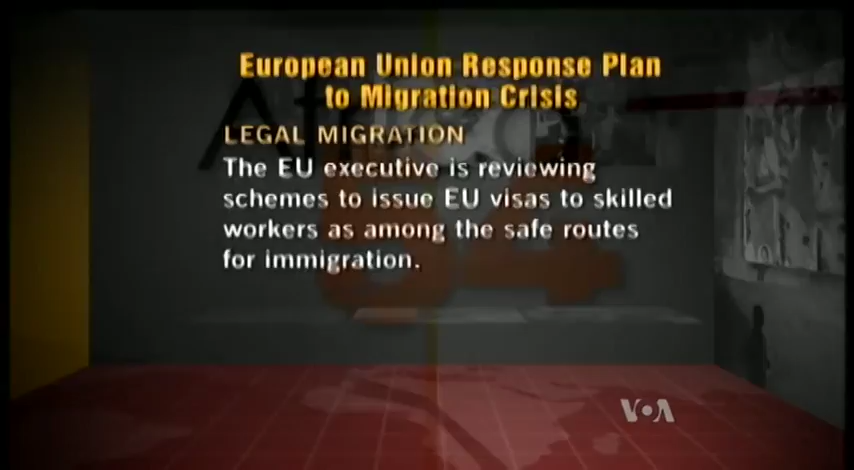 European Union Response Plan
to Migration Crisis
LEGAL MIGRATION
The EU executive is reviewing
schemes to issue EU visas to skilled
workers as among the safe routes
for immigration.
VOA